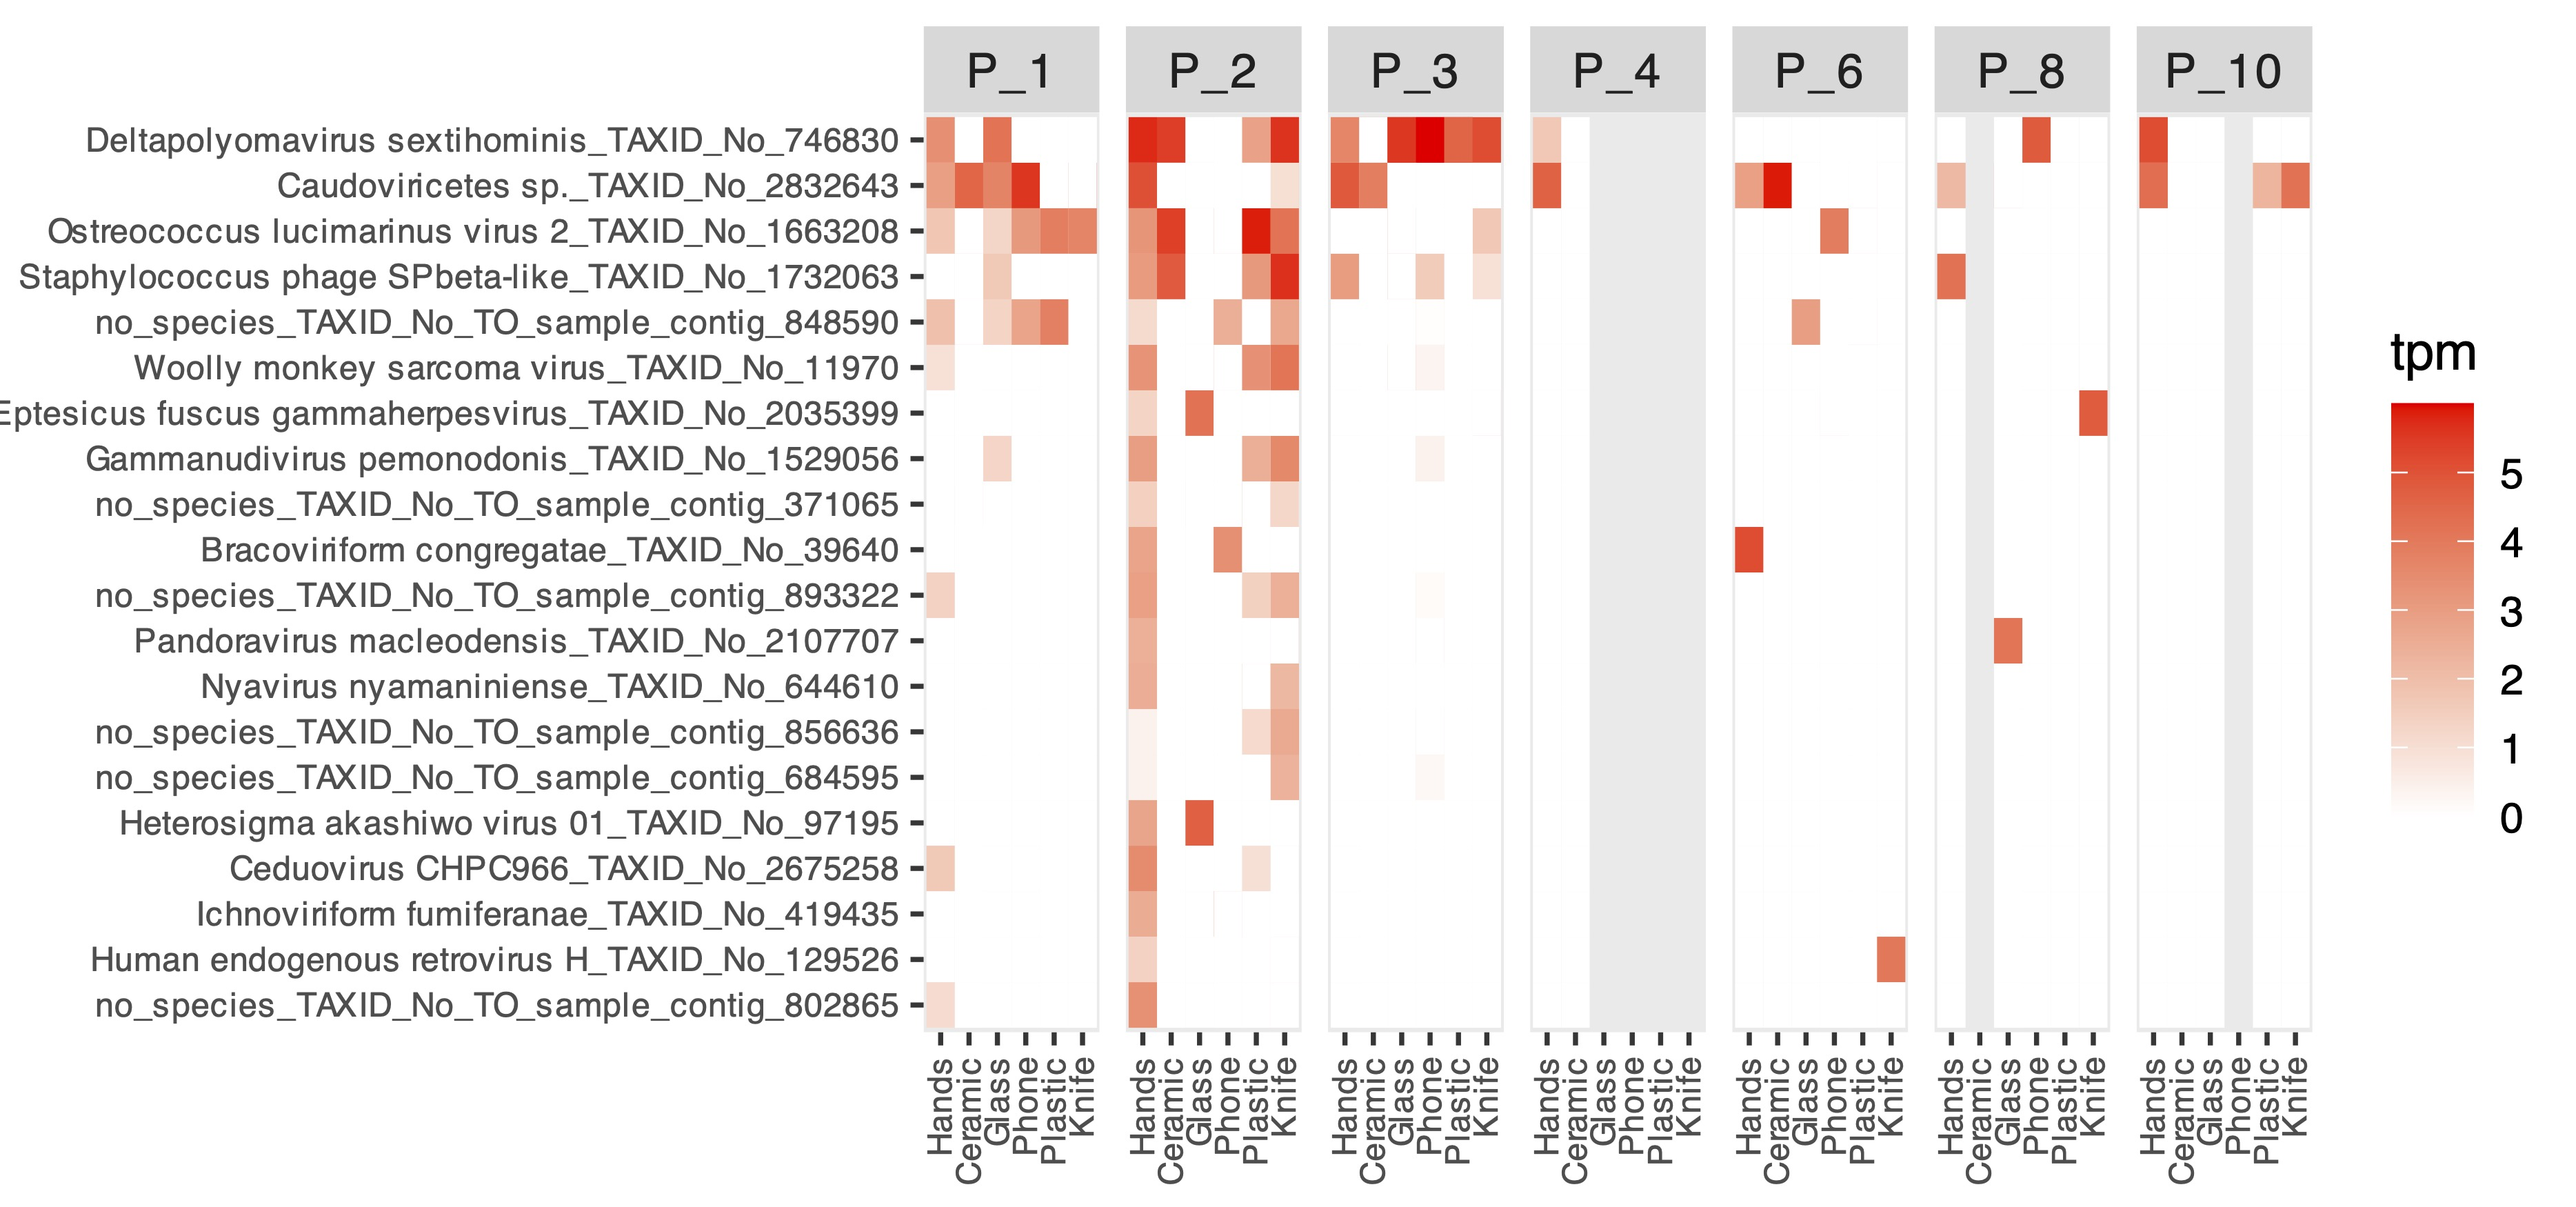 P_1 P_2 P_3 P_4 P_6 P_8 P_10
Deltapolyomavirus sextihominis_TAXID_No_746830
Caudoviricetes sp._TAXID_No_2832643
Ostreococcus lucimarinus virus 2_TAXID_No_1663208
Staphylococcus phage SPbeta-like_TAXID_No_1732063
no_species_TAXID_No_TO_sample_contig_848590
Woolly monkey sarcoma virus_TAXID_No_11970
Eptesicus fuscus gammaherpesvirus_TAXID_No_2035399
Gammanudivirus pemonodonis_TAXID_No_1529056
no_species_TAXID_No_TO_sample_contig_371065
Bracoviriform congregatae_TAXID_No_39640
no_species_TAXID_No_TO_sample_contig_893322
Pandoravirus macleodensis_TAXID_No_2107707
Nyavirus nyamaniniense_TAXID_No_644610
no_species_TAXID_No_TO_sample_contig_856636
no_species_TAXID_No_TO_sample_contig_684595
Heterosigma akashiwo virus 01_TAXID_No_97195
Ceduovirus CHPC966_TAXID_No_2675258
Ichnoviriform fumiferanae_TAXID_No_419435
Human endogenous retrovirus H_TAXID_No_129526
no_species_TAXID_No_TO_sample_contig_802865
Hands Ceramic Glass Phone Plastic Knife
Hands Ceramic Glass Phone Plastic Knife
Hands Ceramic Glass Phone Plastic Knife
Hands Ceramic Glass Phone Plastic Knife
Hands Ceramic Glass Phone Plastic Knife
Hands Ceramic Glass Phone Plastic Knife
Hands Ceramic Glass Phone Plastic Knife
tpm
5
4
3
2
1
0